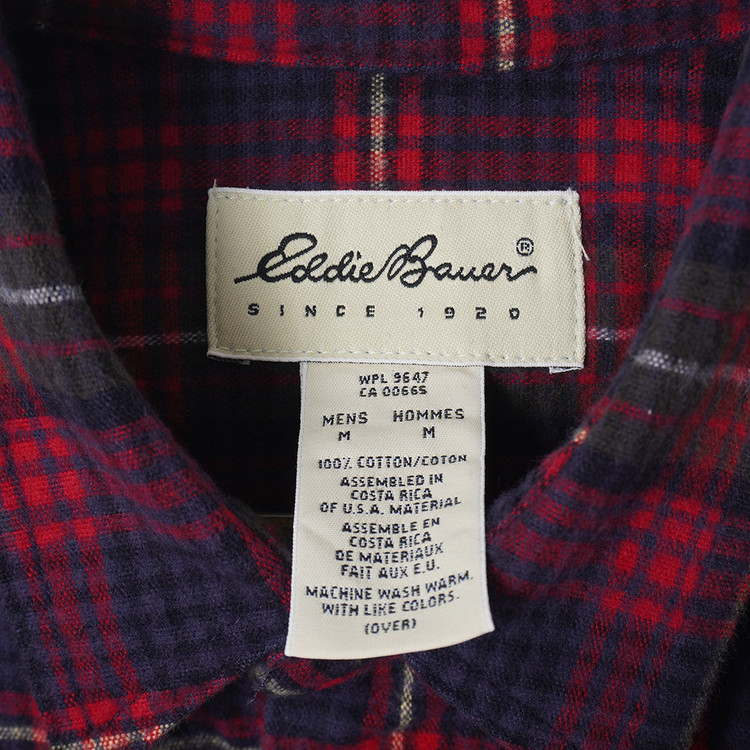 Eddie Bauer®
SINCE 1920
WPL 9647
CA 00665
MENS HOMMES
M M
100% COTTON/COTON
ASSEMBLED IN
COSTA RICA
OF U.S.A. MATERIAL
ASSEMBLE EN
COSTA RICA
DE MATERIAUX
FAIT AUX E.U.
MACHINE WASH WARM.
WITH LIKE COLORS.
(OVER)